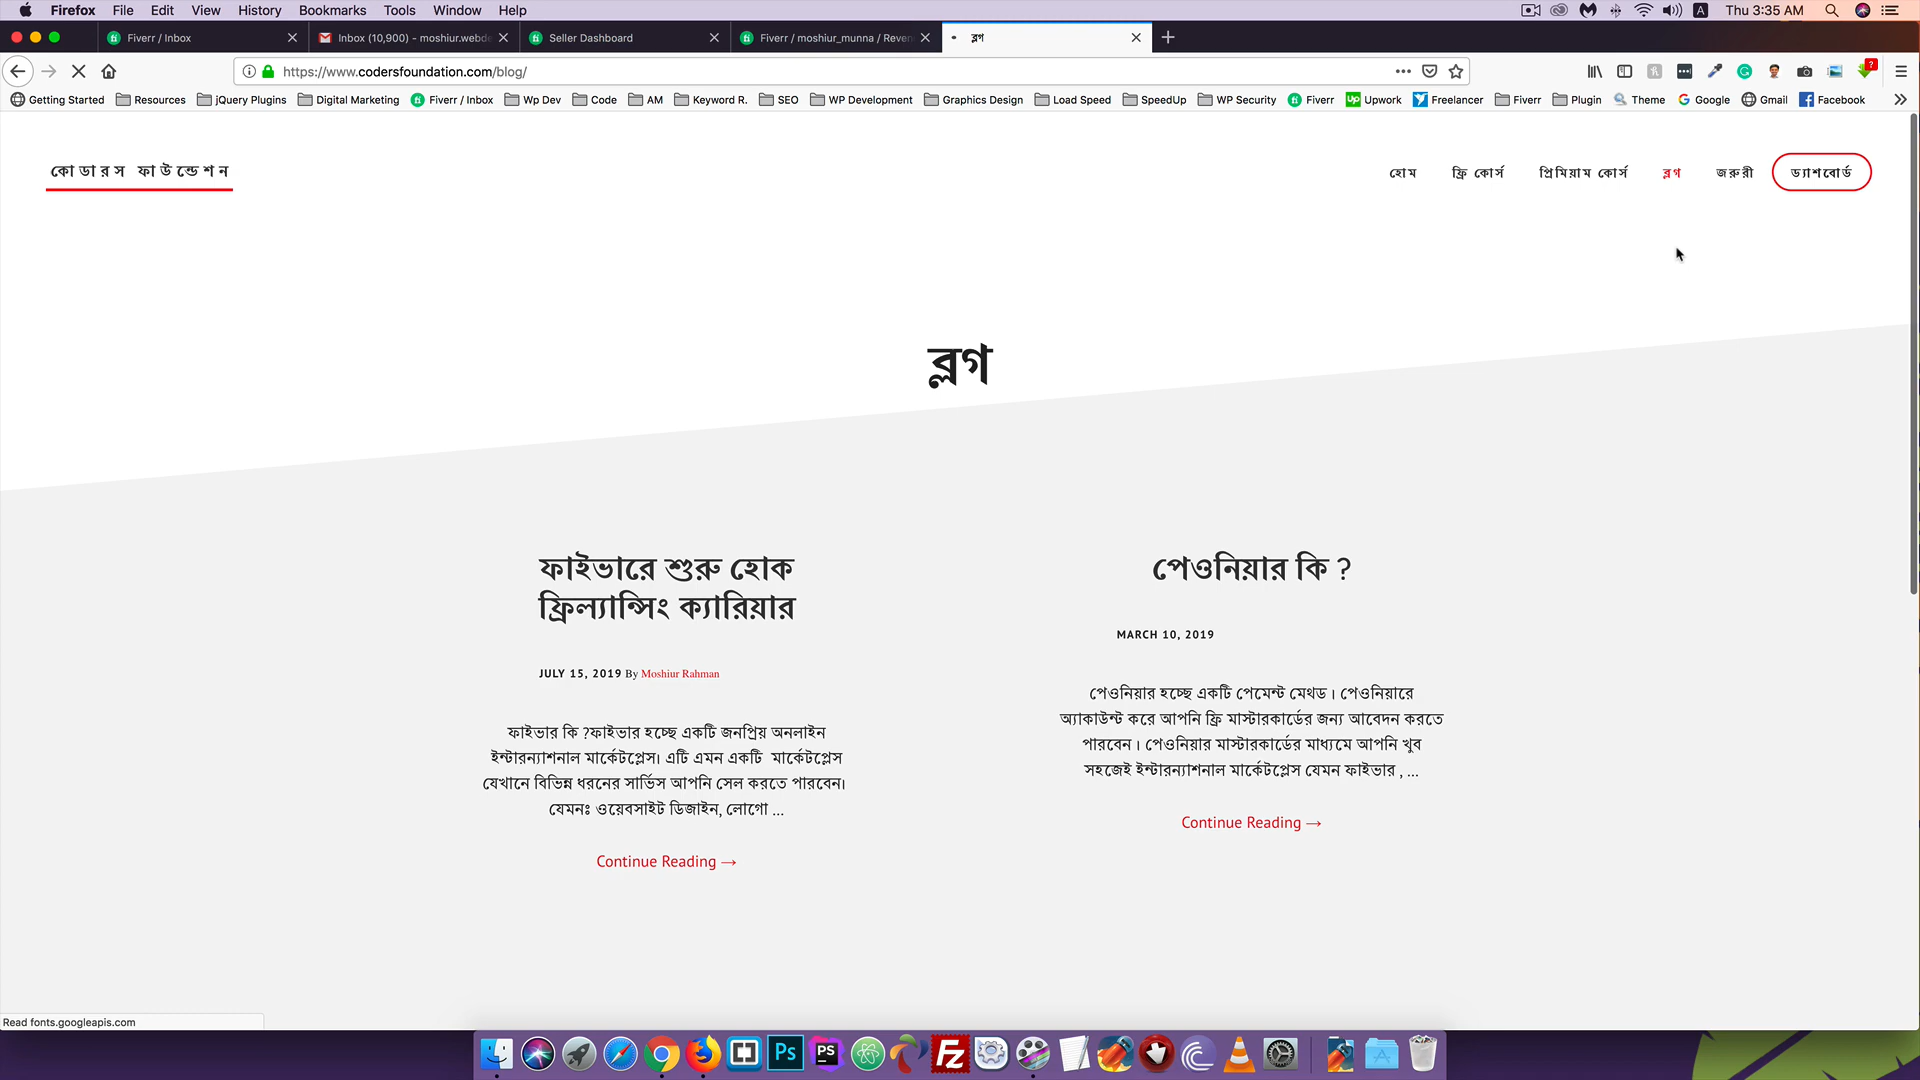 Firefox File Edit View History Bookmarks Tools Window Help Thu 3:35 AM
Fiverr / Inbox Inbox (10,900) - moshiur.webde Seller Dashboard Fiverr / moshiur_munna / Reven ব্লগ
https://www.codersfoundation.com/blog/
Getting Started Resources jQuery Plugins Digital Marketing Fiverr / Inbox Wp Dev Code AM Keyword R. SEO WP Development Graphics Design Load Speed SpeedUp WP Security Fiverr Upwork Freelancer Fiverr Plugin Theme Google Gmail Facebook
কোডারস ফাউন্ডেশন
হোম ফ্রি কোর্স প্রিমিয়াম কোর্স ব্লগ জরুরী ড্যাশবোর্ড
ব্লগ
ফাইভারে শুরু হোক
ফ্রিল্যান্সিং ক্যারিয়ার
JULY 15, 2019 By Moshiur Rahman
ফাইভার কি ?ফাইভার হচ্ছে একটি জনপ্রিয় অনলাইন
ইন্টারন্যাশনাল মার্কেটপ্লেস। এটি এমন একটি মার্কেটপ্লেস
যেখানে বিভিন্ন ধরনের সার্ভিস আপনি সেল করতে পারবেন।
যেমনঃ ওয়েবসাইট ডিজাইন, লোগো ...
Continue Reading →
পেওনিয়ার কি ?
MARCH 10, 2019
পেওনিয়ার হচ্ছে একটি পেমেন্ট মেথড । পেওনিয়ারে
অ্যাকাউন্ট করে আপনি ফ্রি মাস্টারকার্ডের জন্য আবেদন করতে
পারবেন । পেওনিয়ার মাস্টারকার্ডের মাধ্যমে আপনি খুব
সহজেই ইন্টারন্যাশনাল মার্কেটপ্লেস যেমন ফাইভার , ...
Continue Reading →
Read fonts.googleapis.com
Ps PS Fz